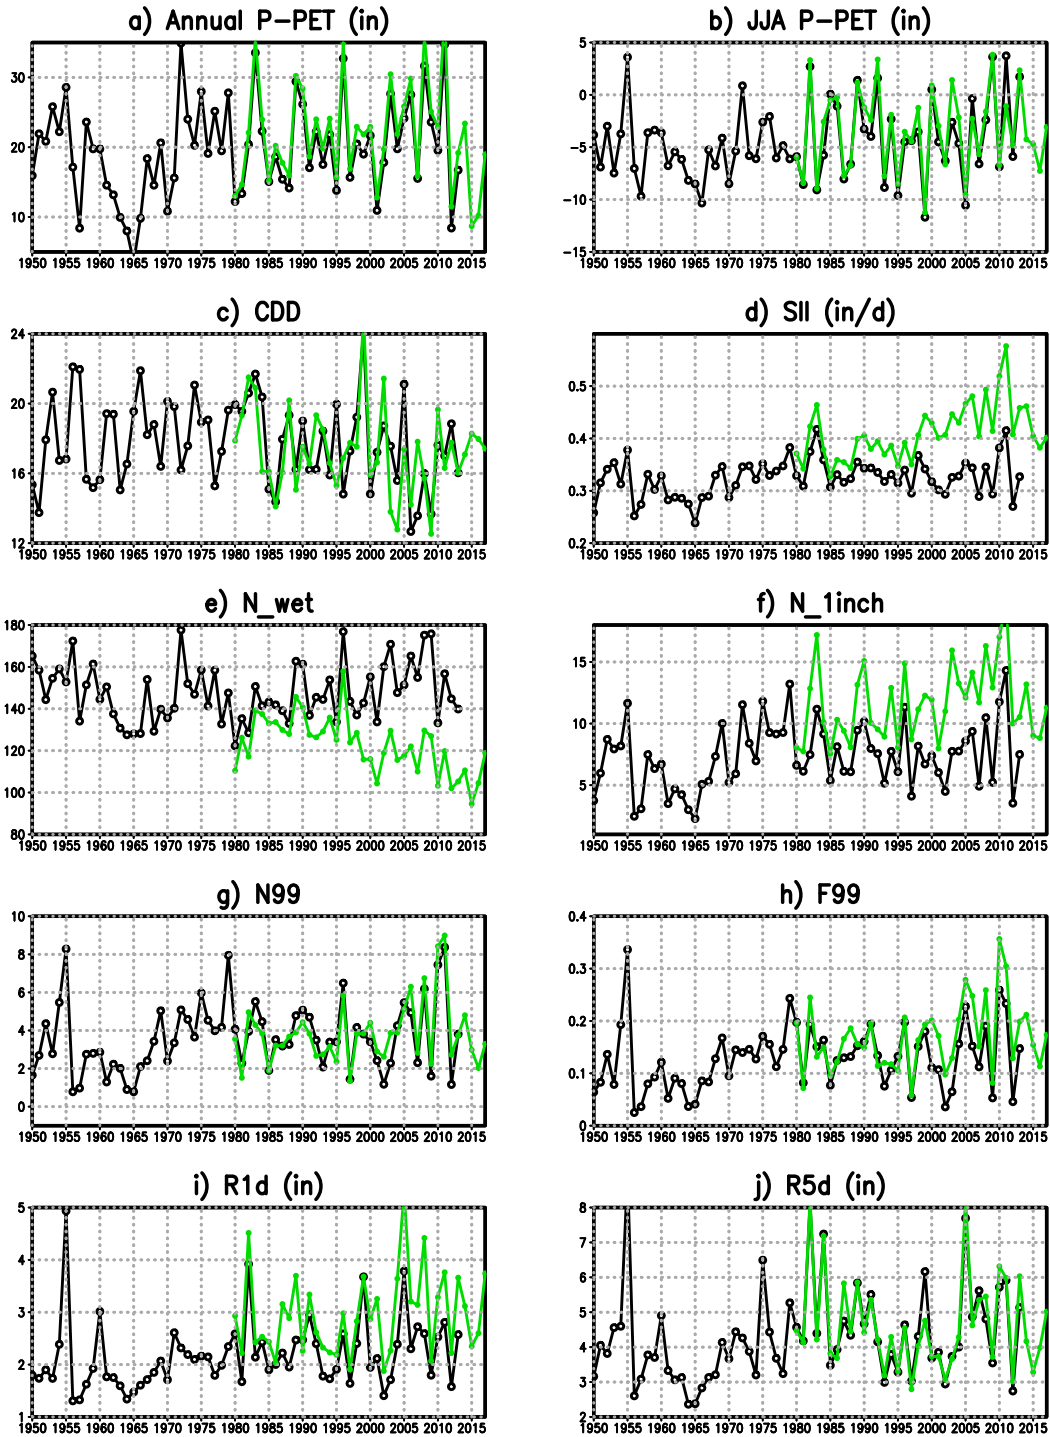 a) Annual P-PET (in)
30
20
10
1950 1955 1960 1965 1970 1975 1980 1985 1990 1995 2000 2005 2010 2015
b) JJA P-PET (in)
5
0
-5
-10
-15
1950 1955 1960 1965 1970 1975 1980 1985 1990 1995 2000 2005 2010 2015
c) CDD
24
20
16
12
1950 1955 1960 1965 1970 1975 1980 1985 1990 1995 2000 2005 2010 2015
d) SII (in/d)
0.5
0.4
0.3
0.2
1950 1955 1960 1965 1970 1975 1980 1985 1990 1995 2000 2005 2010 2015
e) N_wet
180
160
140
120
100
80
1950 1955 1960 1965 1970 1975 1980 1985 1990 1995 2000 2005 2010 2015
f) N_1inch
15
10
5
1950 1955 1960 1965 1970 1975 1980 1985 1990 1995 2000 2005 2010 2015
g) N99
10
8
6
4
2
0
1950 1955 1960 1965 1970 1975 1980 1985 1990 1995 2000 2005 2010 2015
h) F99
0.4
0.3
0.2
0.1
0
1950 1955 1960 1965 1970 1975 1980 1985 1990 1995 2000 2005 2010 2015
i) R1d (in)
5
4
3
2
1
1950 1955 1960 1965 1970 1975 1980 1985 1990 1995 2000 2005 2010 2015
j) R5d (in)
8
7
6
5
4
3
2
1950 1955 1960 1965 1970 1975 1980 1985 1990 1995 2000 2005 2010 2015